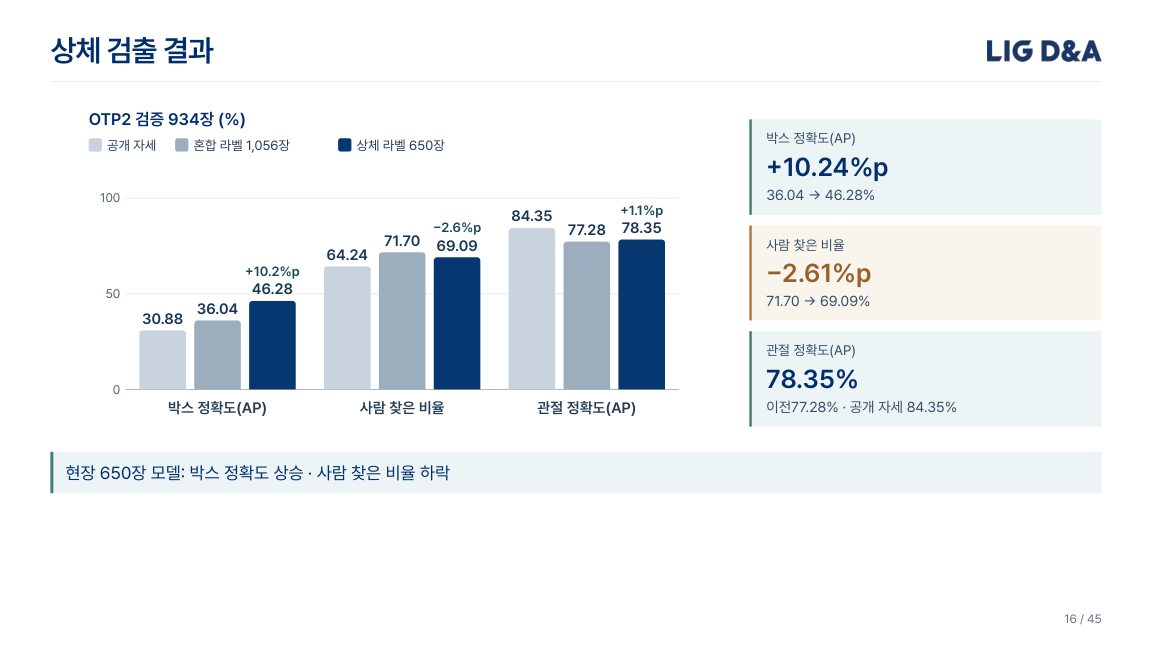 상체 검출 결과
LIG D&A
OTP2 검증 934장 (%)
공개 자세 혼합 라벨 1,056장 상체 라벨 650장
100
50
0
30.88
36.04
+10.2%p
46.28
64.24
71.70
−2.6%p
69.09
84.35
77.28
+1.1%p
78.35
박스 정확도(AP) 사람 찾은 비율 관절 정확도(AP)
박스 정확도(AP)
+10.24%p
36.04 → 46.28%
사람 찾은 비율
−2.61%p
71.70 → 69.09%
관절 정확도(AP)
78.35%
이전77.28% · 공개 자세 84.35%
현장 650장 모델: 박스 정확도 상승 · 사람 찾은 비율 하락
16 / 45